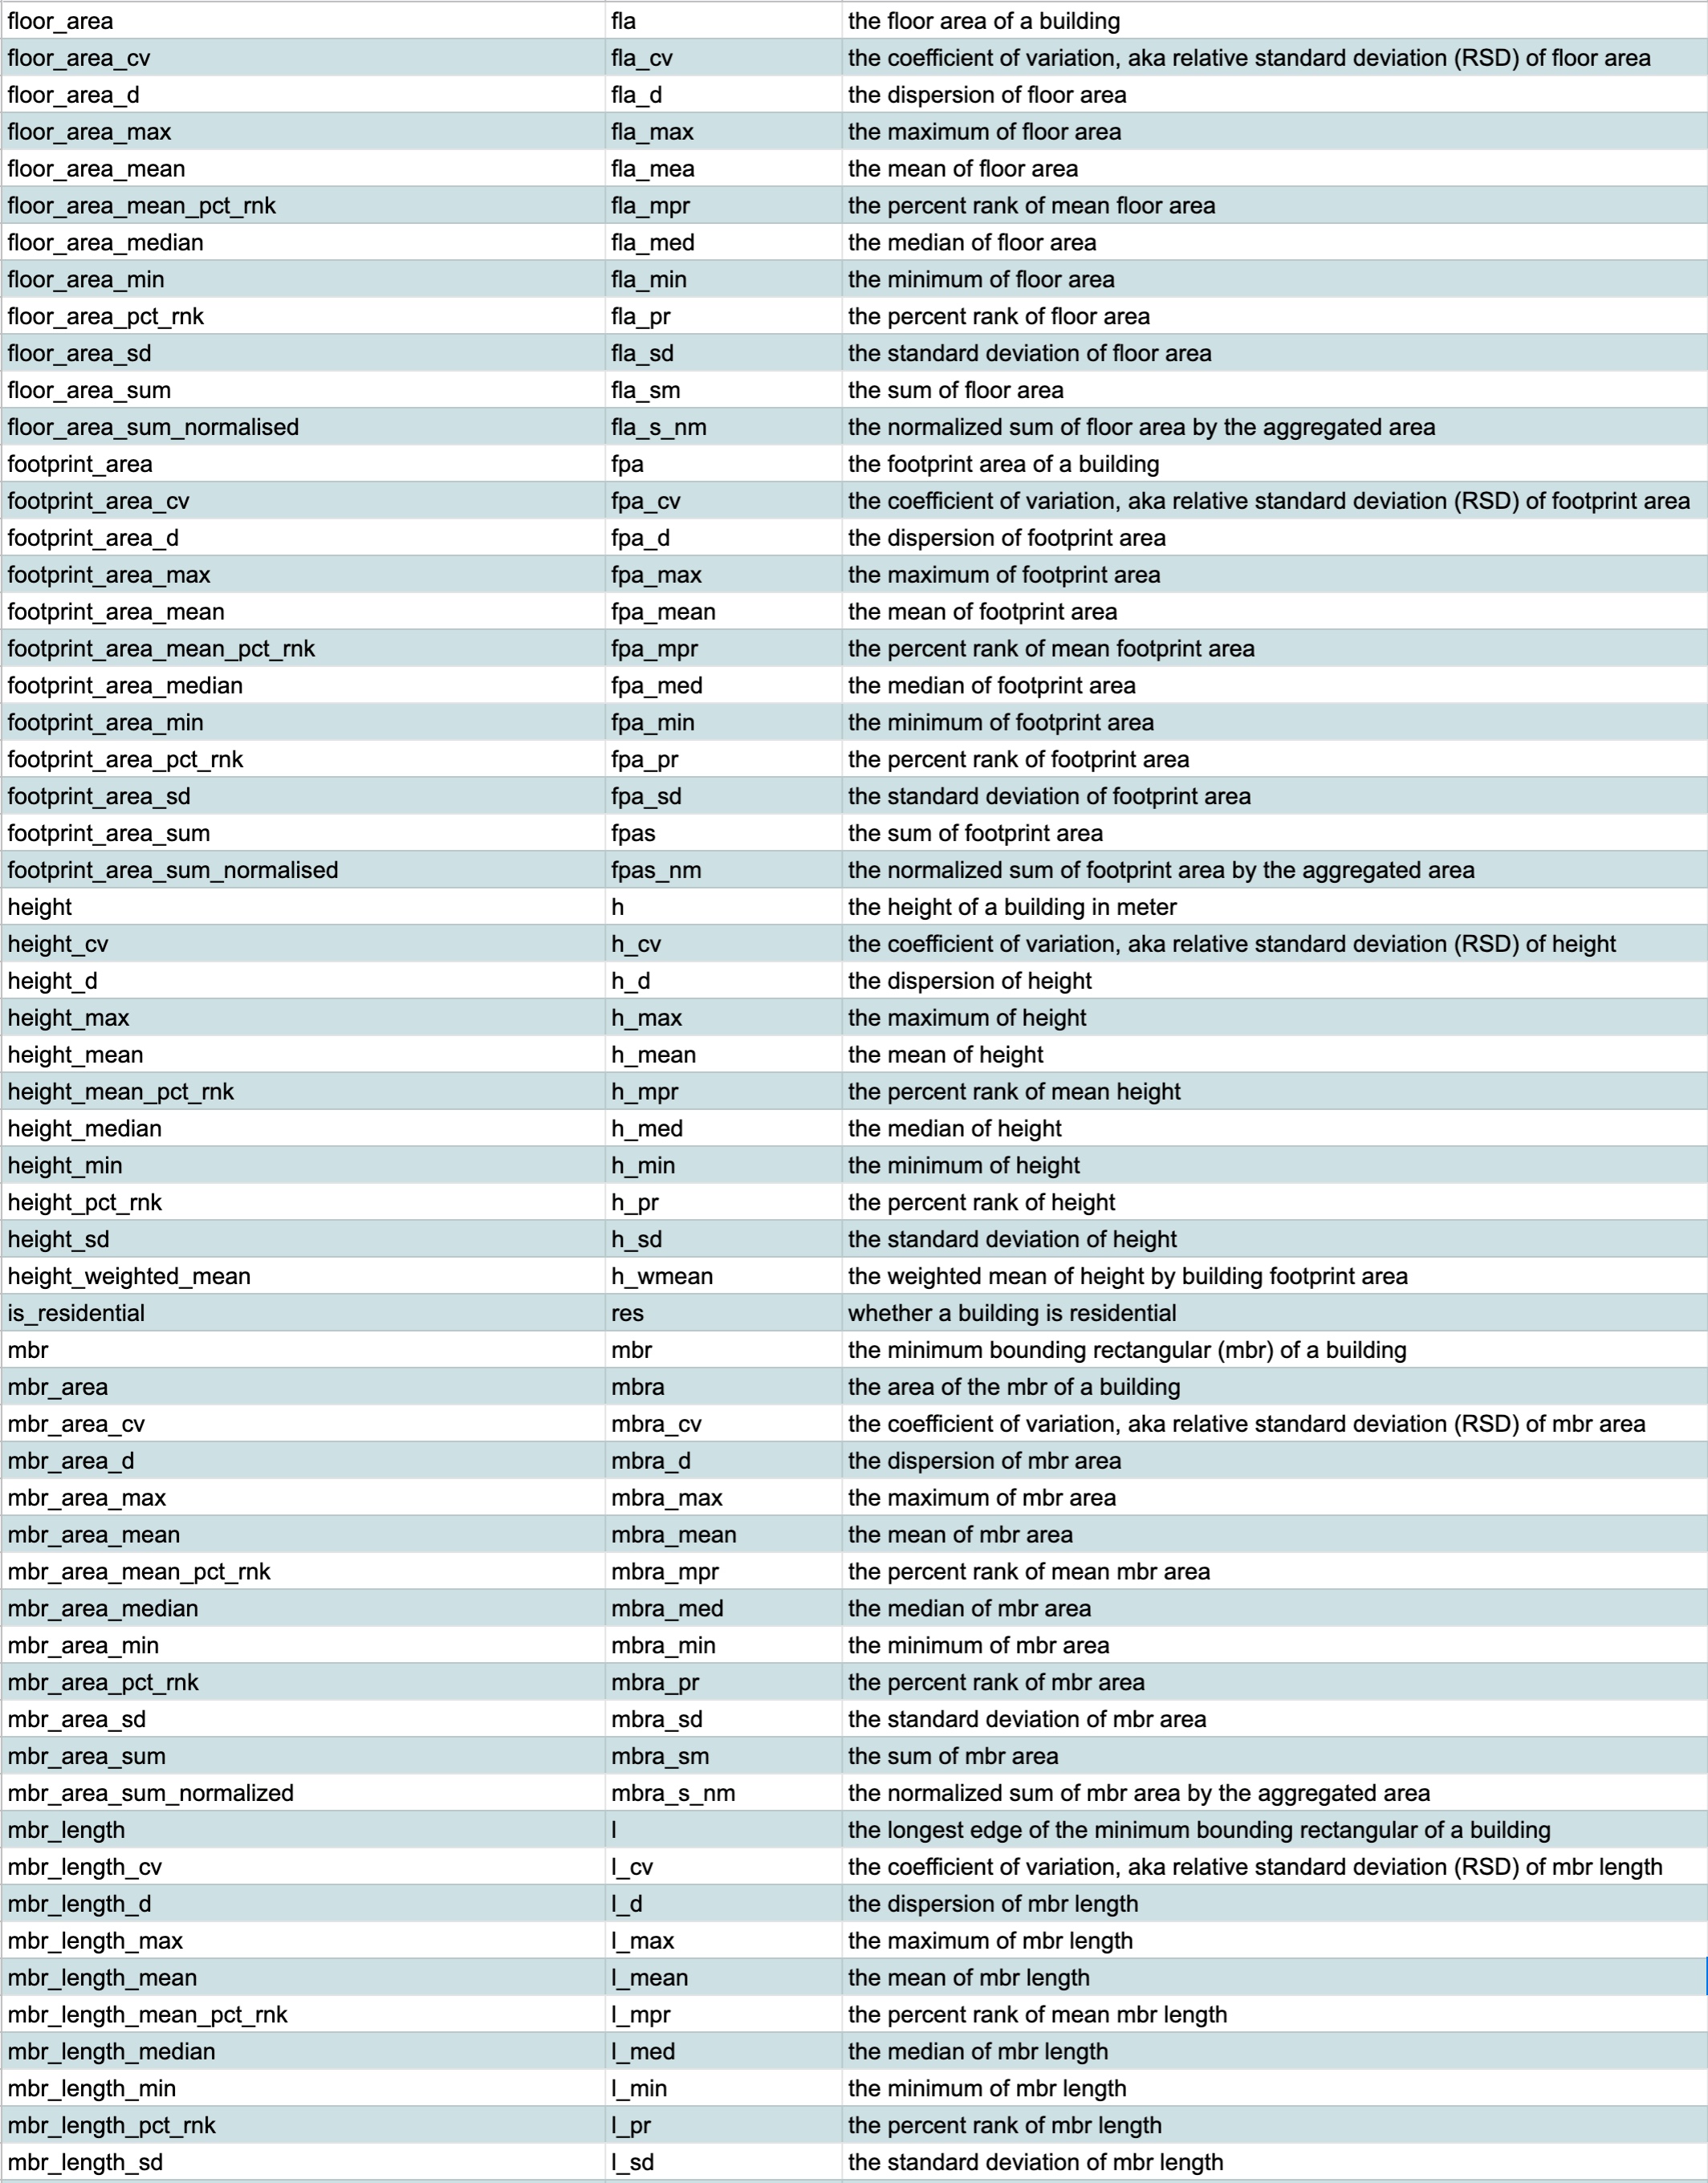 floor_area fla the floor area of a building
floor_area_cv fla_cv the coefficient of variation, aka relative standard deviation (RSD) of floor area
floor_area_d fla_d the dispersion of floor area
floor_area_max fla_max the maximum of floor area
floor_area_mean fla_mea the mean of floor area
floor_area_mean_pct_rnk fla_mpr the percent rank of mean floor area
floor_area_median fla_med the median of floor area
floor_area_min fla_min the minimum of floor area
floor_area_pct_rnk fla_pr the percent rank of floor area
floor_area_sd fla_sd the standard deviation of floor area
floor_area_sum fla_sm the sum of floor area
floor_area_sum_normalised fla_s_nm the normalized sum of floor area by the aggregated area
footprint_area fpa the footprint area of a building
footprint_area_cv fpa_cv the coefficient of variation, aka relative standard deviation (RSD) of footprint area
footprint_area_d fpa_d the dispersion of footprint area
footprint_area_max fpa_max the maximum of footprint area
footprint_area_mean fpa_mean the mean of footprint area
footprint_area_mean_pct_rnk fpa_mpr the percent rank of mean footprint area
footprint_area_median fpa_med the median of footprint area
footprint_area_min fpa_min the minimum of footprint area
footprint_area_pct_rnk fpa_pr the percent rank of footprint area
footprint_area_sd fpa_sd the standard deviation of footprint area
footprint_area_sum fpas the sum of footprint area
footprint_area_sum_normalised fpas_nm the normalized sum of footprint area by the aggregated area
height h the height of a building in meter
height_cv h_cv the coefficient of variation, aka relative standard deviation (RSD) of height
height_d h_d the dispersion of height
height_max h_max the maximum of height
height_mean h_mean the mean of height
height_mean_pct_rnk h_mpr the percent rank of mean height
height_median h_med the median of height
height_min h_min the minimum of height
height_pct_rnk h_pr the percent rank of height
height_sd h_sd the standard deviation of height
height_weighted_mean h_wmean the weighted mean of height by building footprint area
is_residential res whether a building is residential
mbr mbr the minimum bounding rectangular (mbr) of a building
mbr_area mbra the area of the mbr of a building
mbr_area_cv mbra_cv the coefficient of variation, aka relative standard deviation (RSD) of mbr area
mbr_area_d mbra_d the dispersion of mbr area
mbr_area_max mbra_max the maximum of mbr area
mbr_area_mean mbra_mean the mean of mbr area
mbr_area_mean_pct_rnk mbra_mpr the percent rank of mean mbr area
mbr_area_median mbra_med the median of mbr area
mbr_area_min mbra_min the minimum of mbr area
mbr_area_pct_rnk mbra_pr the percent rank of mbr area
mbr_area_sd mbra_sd the standard deviation of mbr area
mbr_area_sum mbra_sm the sum of mbr area
mbr_area_sum_normalized mbra_s_nm the normalized sum of mbr area by the aggregated area
mbr_length l the longest edge of the minimum bounding rectangular of a building
mbr_length_cv l_cv the coefficient of variation, aka relative standard deviation (RSD) of mbr length
mbr_length_d l_d the dispersion of mbr length
mbr_length_max l_max the maximum of mbr length
mbr_length_mean l_mean the mean of mbr length
mbr_length_mean_pct_rnk l_mpr the percent rank of mean mbr length
mbr_length_median l_med the median of mbr length
mbr_length_min l_min the minimum of mbr length
mbr_length_pct_rnk l_pr the percent rank of mbr length
mbr_length_sd l_sd the standard deviation of mbr length